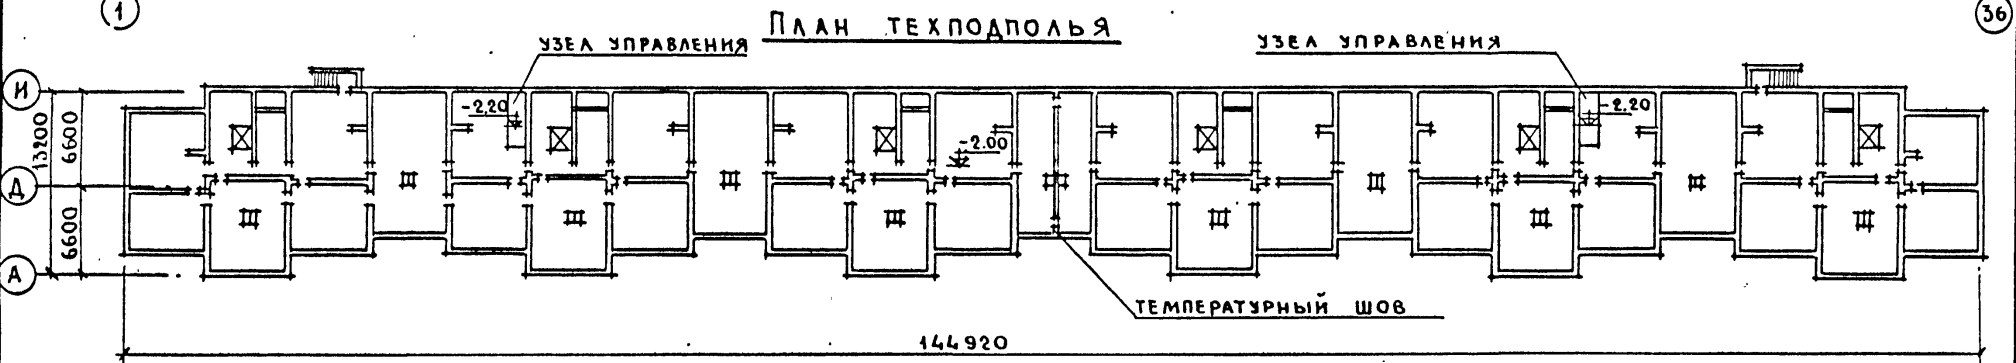 1
36
ПЛАН ТЕХПОДПОЛЬЯ
УЗЕЛ УПРАВЛЕНИЯ
УЗЕЛ УПРАВЛЕНИЯ
И
-2,20
-2.20
13200
6600
-2.00
Д
6600
А
ТЕМПЕРАТУРНЫЙ ШОВ
144920